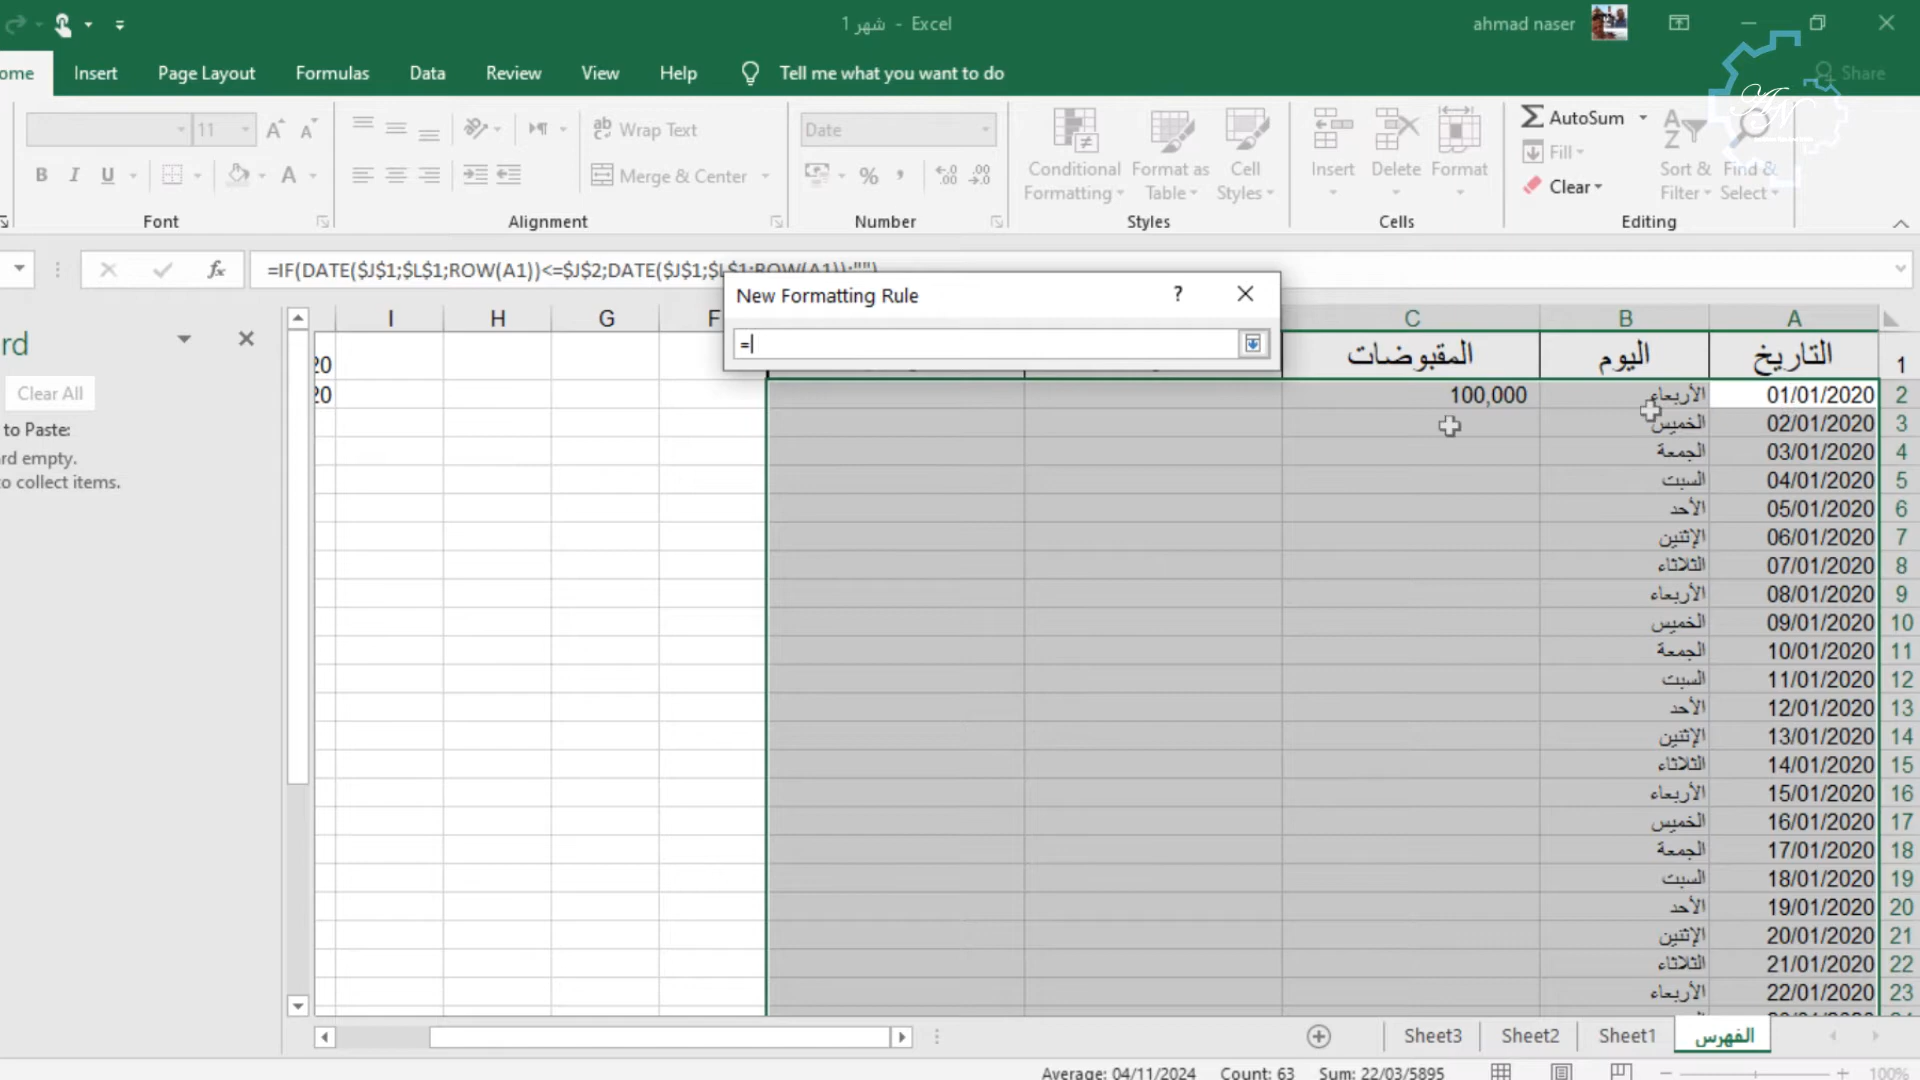 شهر 1 - Excel
ahmad naser
ome Insert Page Layout Formulas Data Review View Help Tell me what you want to do Share
11 Wrap Text Date AutoSum
Fill
B I U Merge & Center % Conditional Formatting Format as Table Cell Styles Insert Delete Format Clear Sort & Filter Find & Select
Font Alignment Number Styles Cells Editing
fx =IF(DATE($J$1;$L$1;ROW(A1))<=$J$2;DATE($J$1;$L$1;ROW(A1));"")
New Formatting Rule ?
=
rd
Clear All
to Paste:
rd empty.
to collect items.
I H G F C B A
التاريخ اليوم المقبوضات 20 1
01/01/2020 الأربعاء 100,000 20 2
02/01/2020 الخميس 3
03/01/2020 الجمعة 4
04/01/2020 السبت 5
05/01/2020 الأحد 6
06/01/2020 الإثنين 7
07/01/2020 الثلاثاء 8
08/01/2020 الأربعاء 9
09/01/2020 الخميس 10
10/01/2020 الجمعة 11
11/01/2020 السبت 12
12/01/2020 الأحد 13
13/01/2020 الإثنين 14
14/01/2020 الثلاثاء 15
15/01/2020 الأربعاء 16
16/01/2020 الخميس 17
17/01/2020 الجمعة 18
18/01/2020 السبت 19
19/01/2020 الأحد 20
20/01/2020 الإثنين 21
21/01/2020 الثلاثاء 22
22/01/2020 الأربعاء 23
Sheet3 Sheet2 Sheet1 الفهرس
Average: 04/11/2024 Count: 63 Sum: 22/03/5895 100%